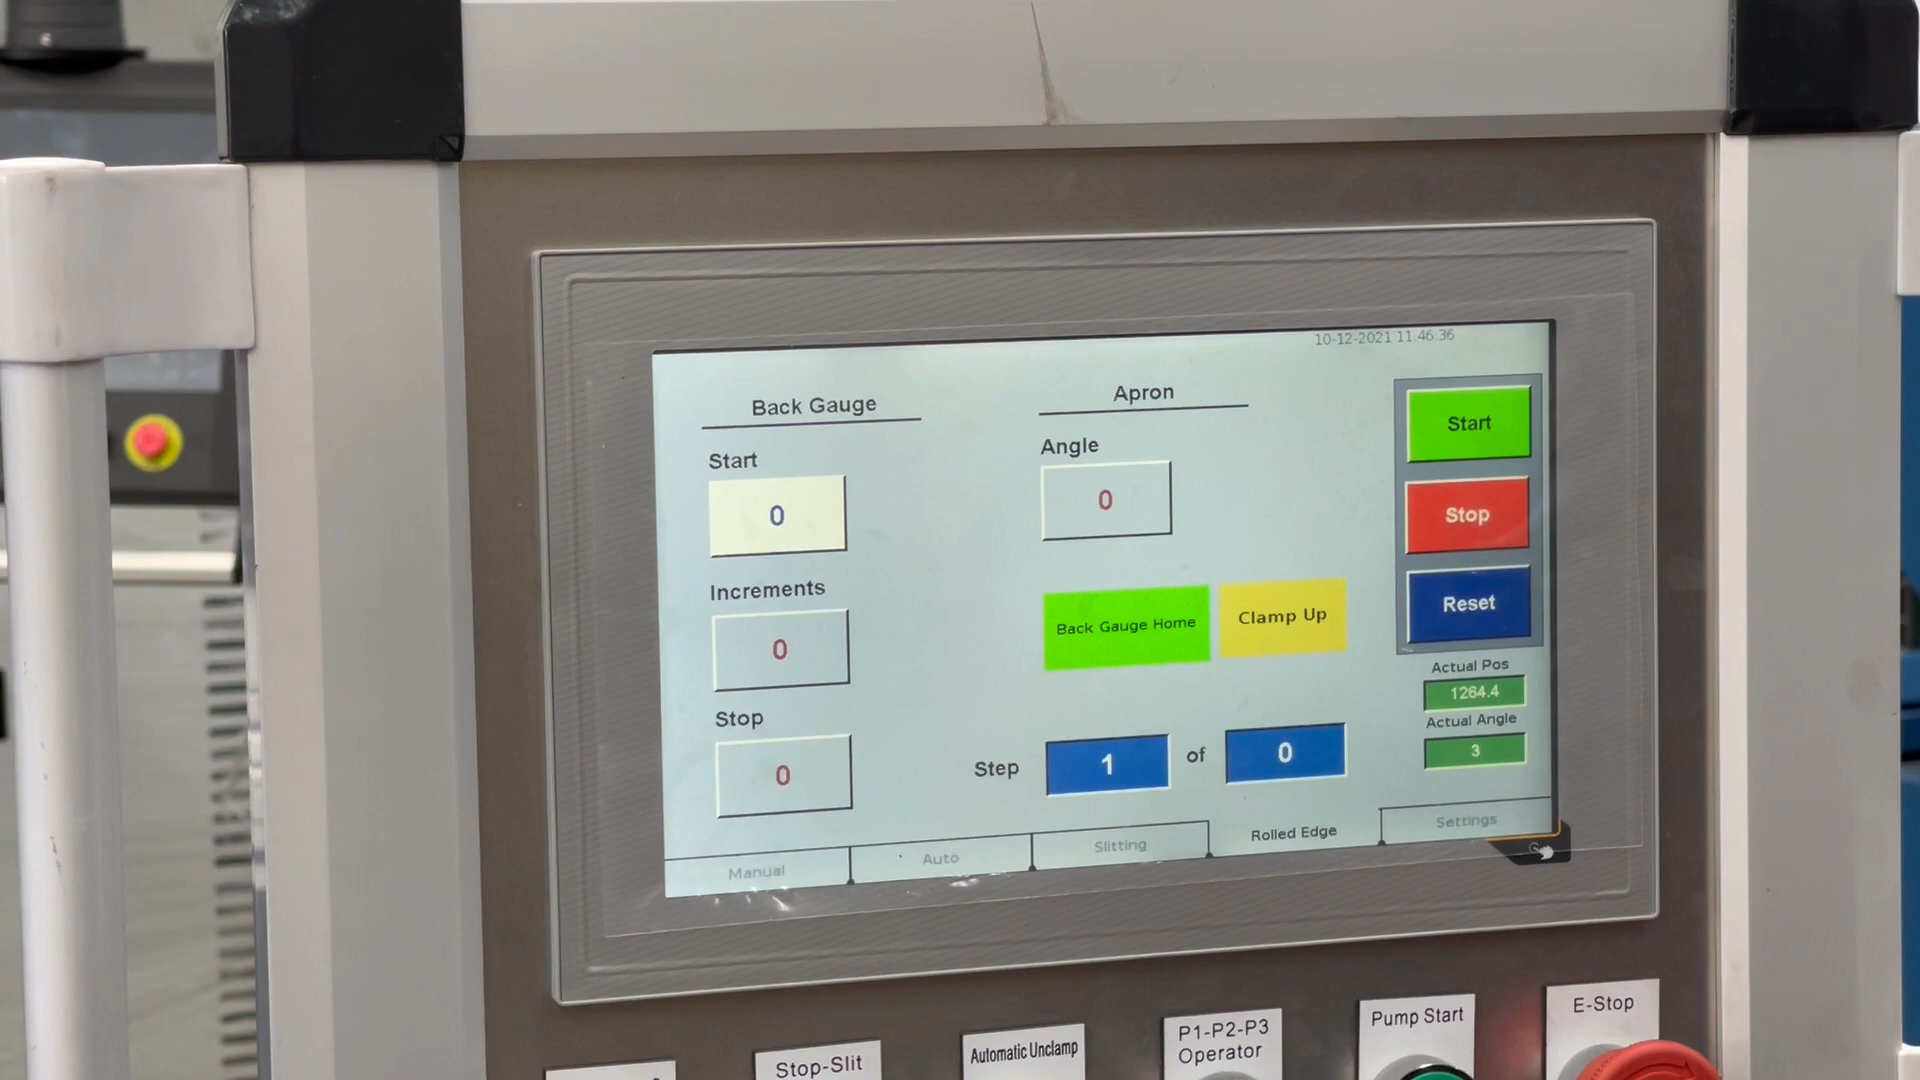 10-12-2021 11:46:36
Back Gauge
Start
0
Increments
0
Stop
0
Apron
Angle
0
Back Gauge Home
Clamp Up
Step 1 of 0
Start
Stop
Reset
Actual Pos
1264.4
Actual Angle
3
Manual
Auto
Slitting
Rolled Edge
Settings
Stop-Slit
Automatic Unclamp
P1-P2-P3
Operator
Pump Start
E-Stop